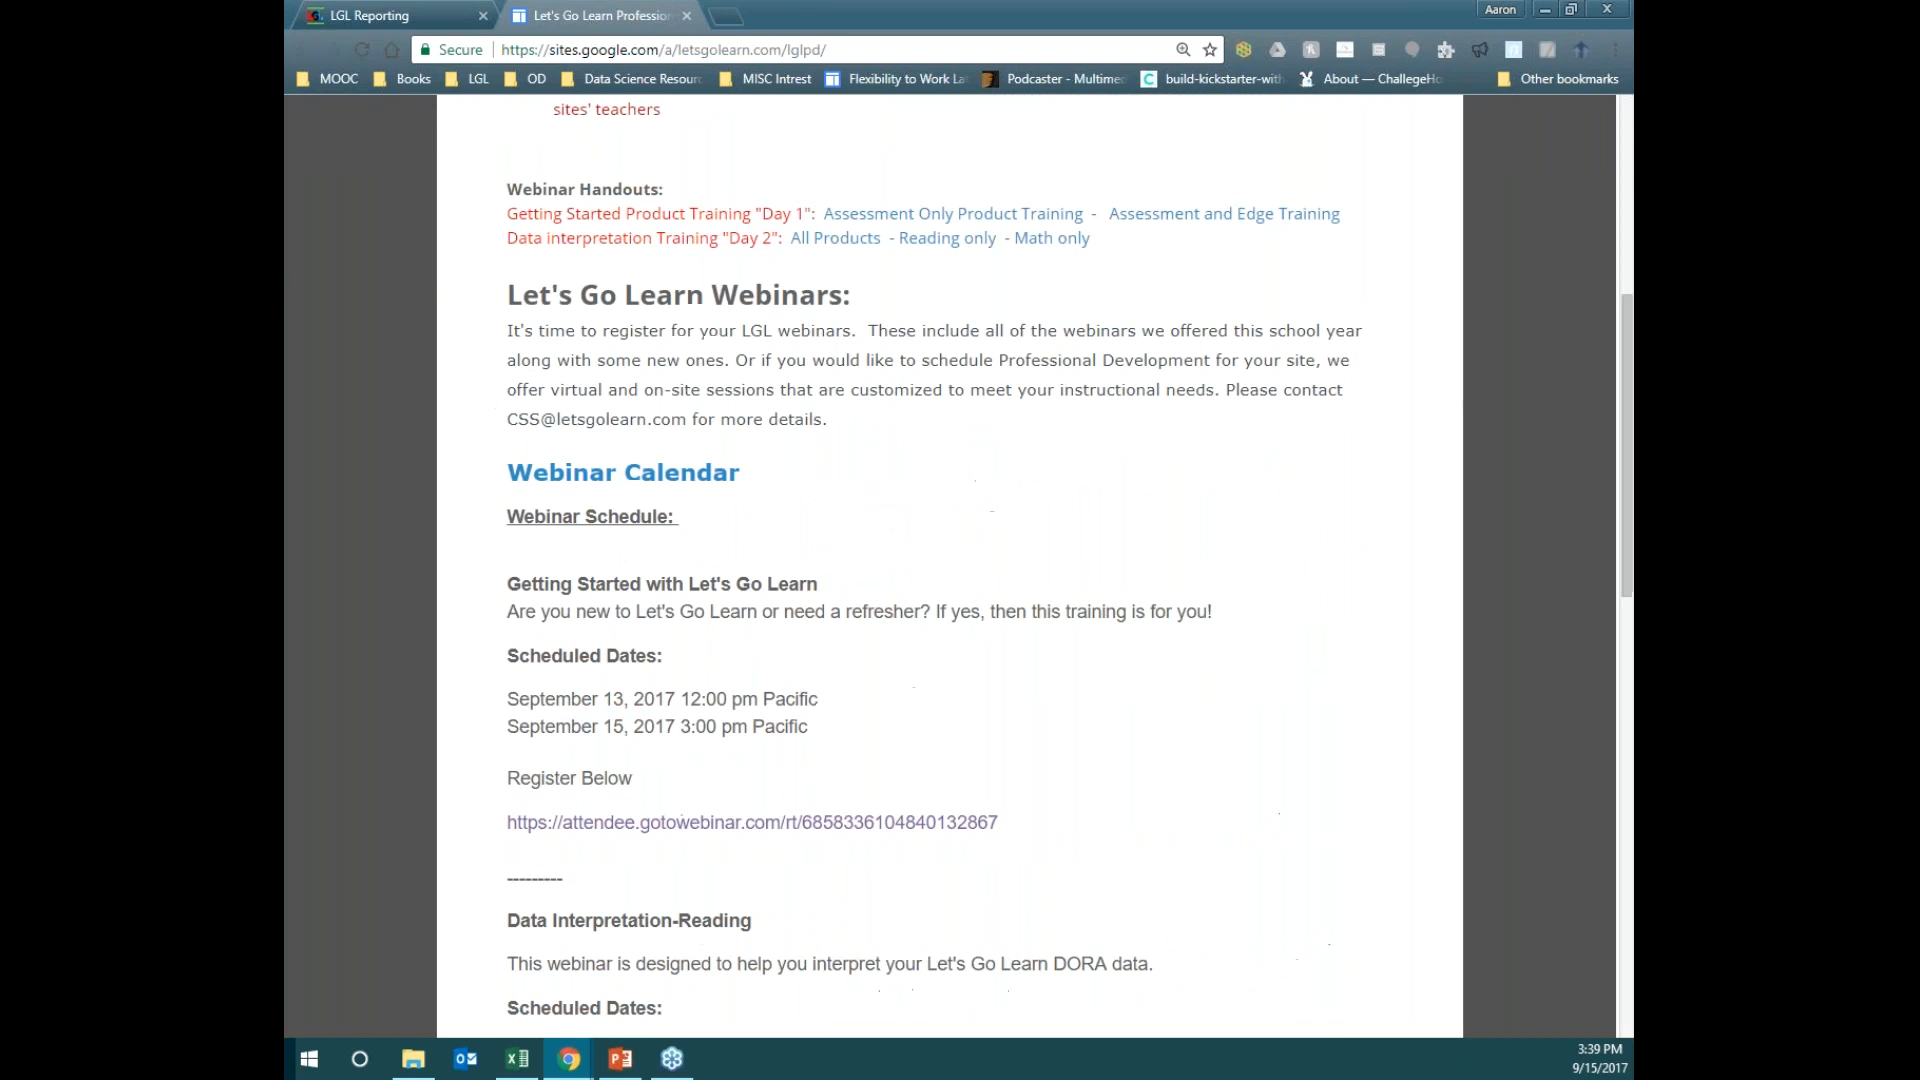 LGL Reporting
Let's Go Learn Profession
Aaron
Secure
https://sites.google.com/a/letsgolearn.com/lglpd/
MOOC
Books
LGL
OD
Data Science Resour
MISC Intrest
Flexibility to Work La
Podcaster - Multime
build-kickstarter-with
About — ChallegeHo
Other bookmarks
sites' teachers
Webinar Handouts:
Getting Started Product Training "Day 1": Assessment Only Product Training - Assessment and Edge Training
Data interpretation Training "Day 2": All Products - Reading only - Math only
Let's Go Learn Webinars:
It's time to register for your LGL webinars. These include all of the webinars we offered this school year
along with some new ones. Or if you would like to schedule Professional Development for your site, we
offer virtual and on-site sessions that are customized to meet your instructional needs. Please contact
CSS@letsgolearn.com for more details.
Webinar Calendar
Webinar Schedule:
Getting Started with Let's Go Learn
Are you new to Let's Go Learn or need a refresher? If yes, then this training is for you!
Scheduled Dates:
September 13, 2017 12:00 pm Pacific
September 15, 2017 3:00 pm Pacific
Register Below
https://attendee.gotowebinar.com/rt/6858336104840132867
---------
Data Interpretation-Reading
This webinar is designed to help you interpret your Let's Go Learn DORA data.
Scheduled Dates:
3:39 PM
9/15/2017